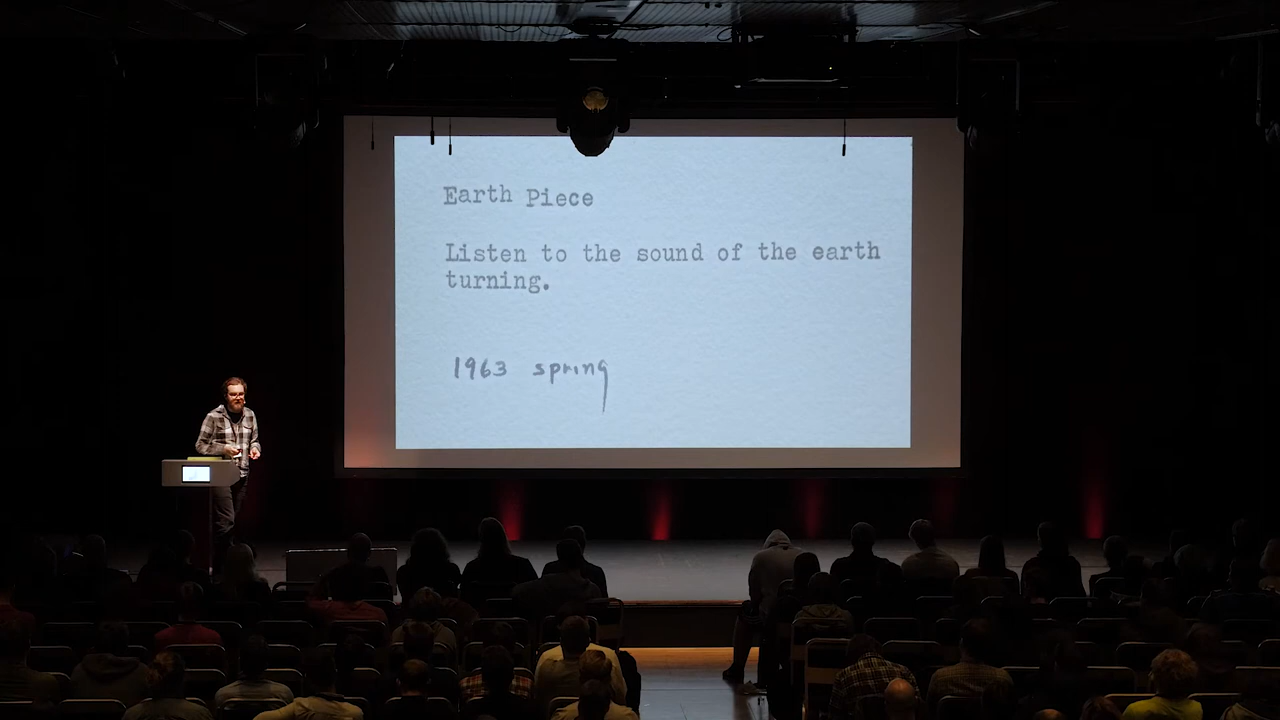 Earth Piece
Listen to the sound of the earth
turning.
1963 spring